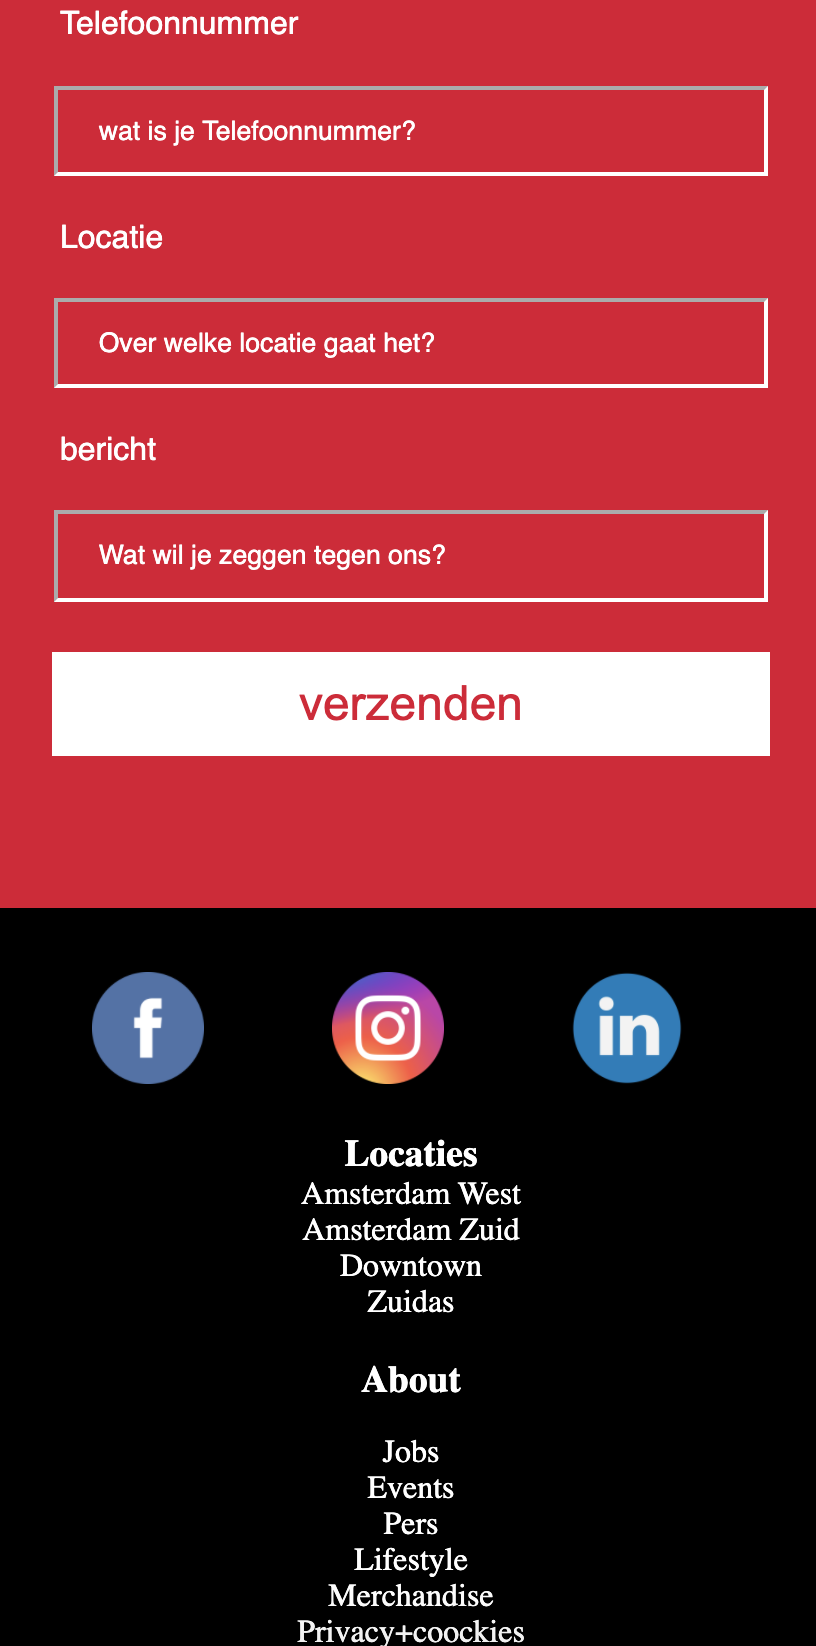 Telefoonnummer
wat is je Telefoonnummer?
Locatie
Over welke locatie gaat het?
bericht
Wat wil je zeggen tegen ons?
verzenden
f
in
Locaties
Amsterdam West
Amsterdam Zuid
Downtown
Zuidas
About
Jobs
Events
Pers
Lifestyle
Merchandise
Privacy+coockies